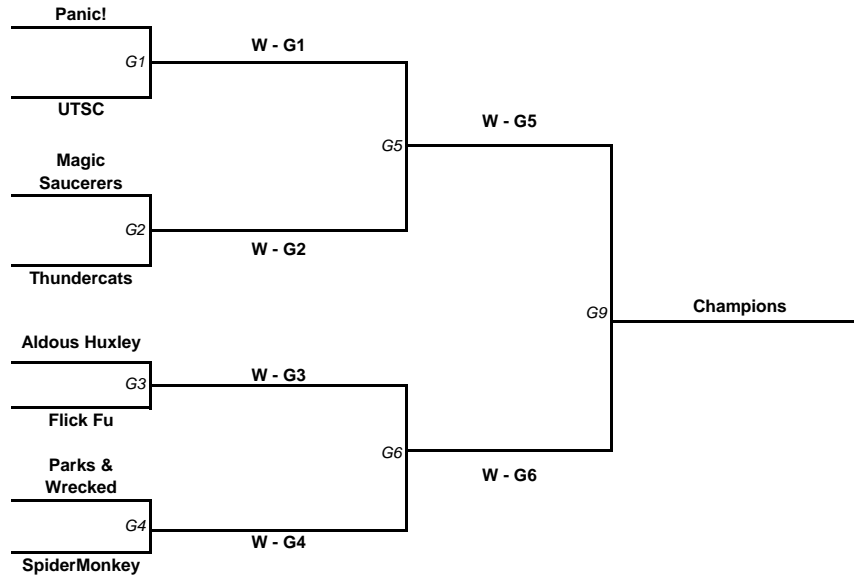 Panic!
W - G1
G1
UTSC
W - G5
G5
Magic
Saucerers
G2
W - G2
Thundercats
Champions
G9
Aldous Huxley
W - G3
G3
Flick Fu
G6
Parks &
Wrecked
W - G6
G4
W - G4
SpiderMonkey